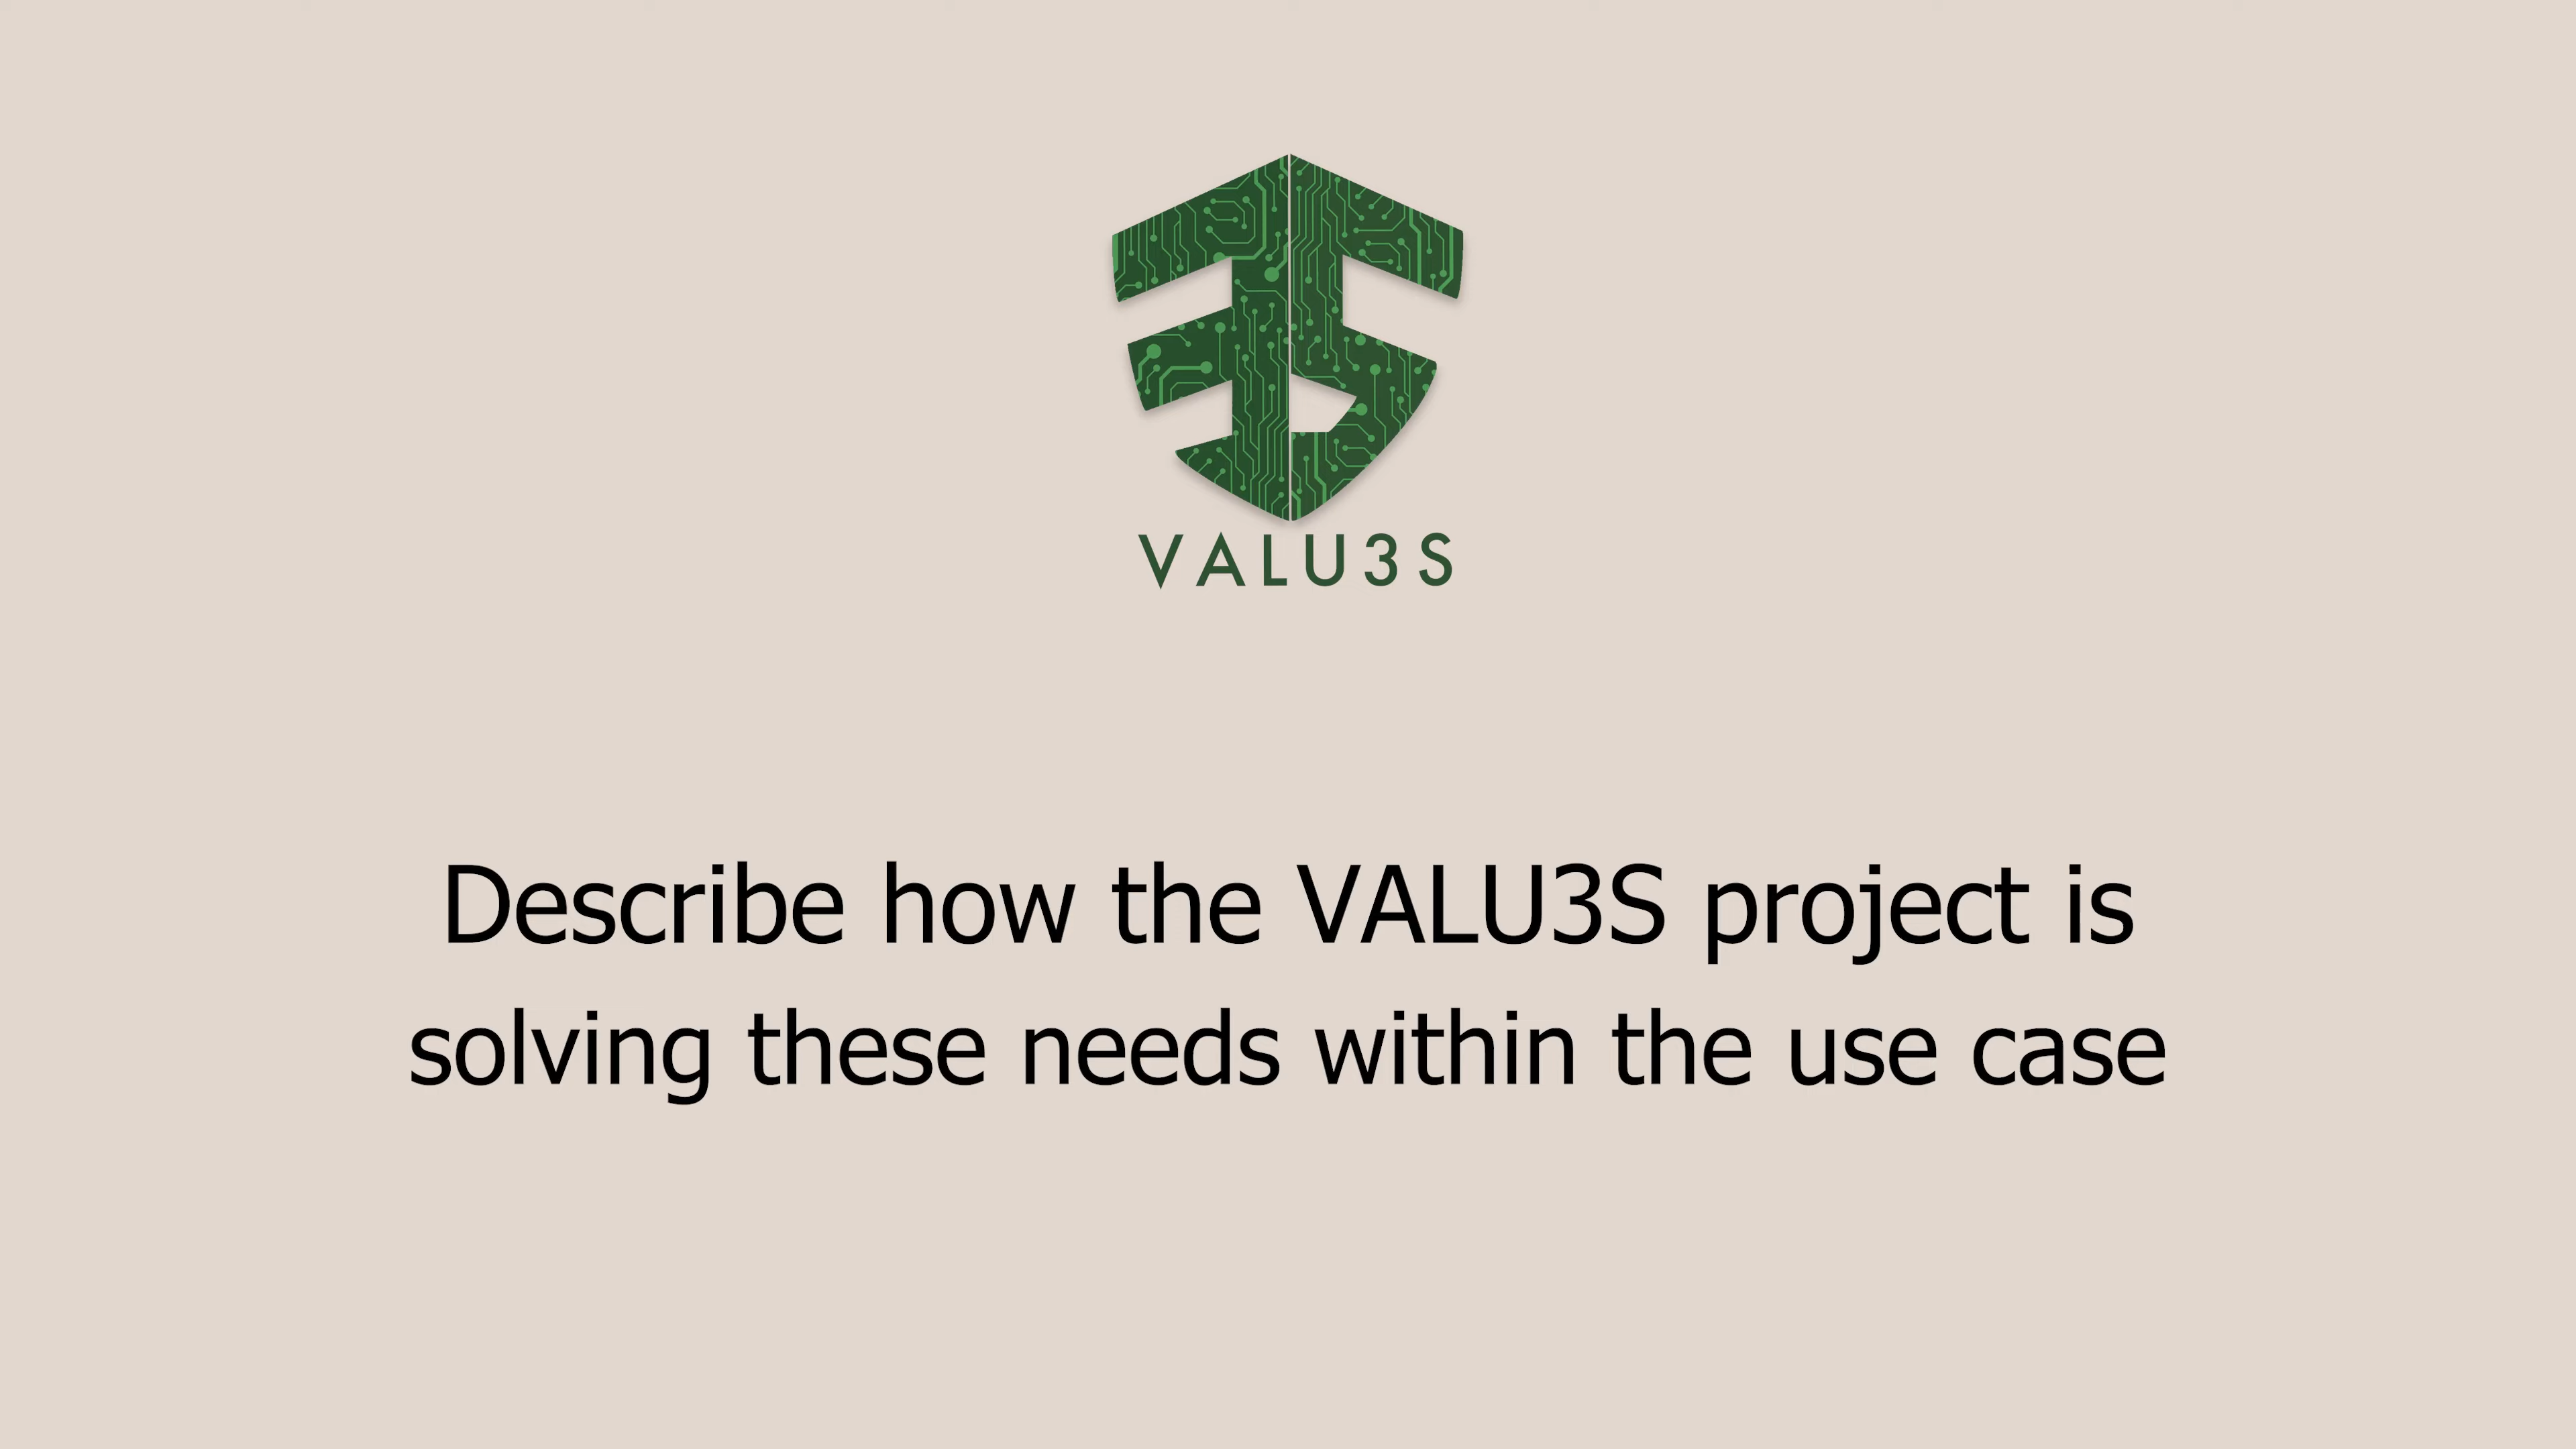 VALU3S
Describe how the VALU3S project is
solving these needs within the use case